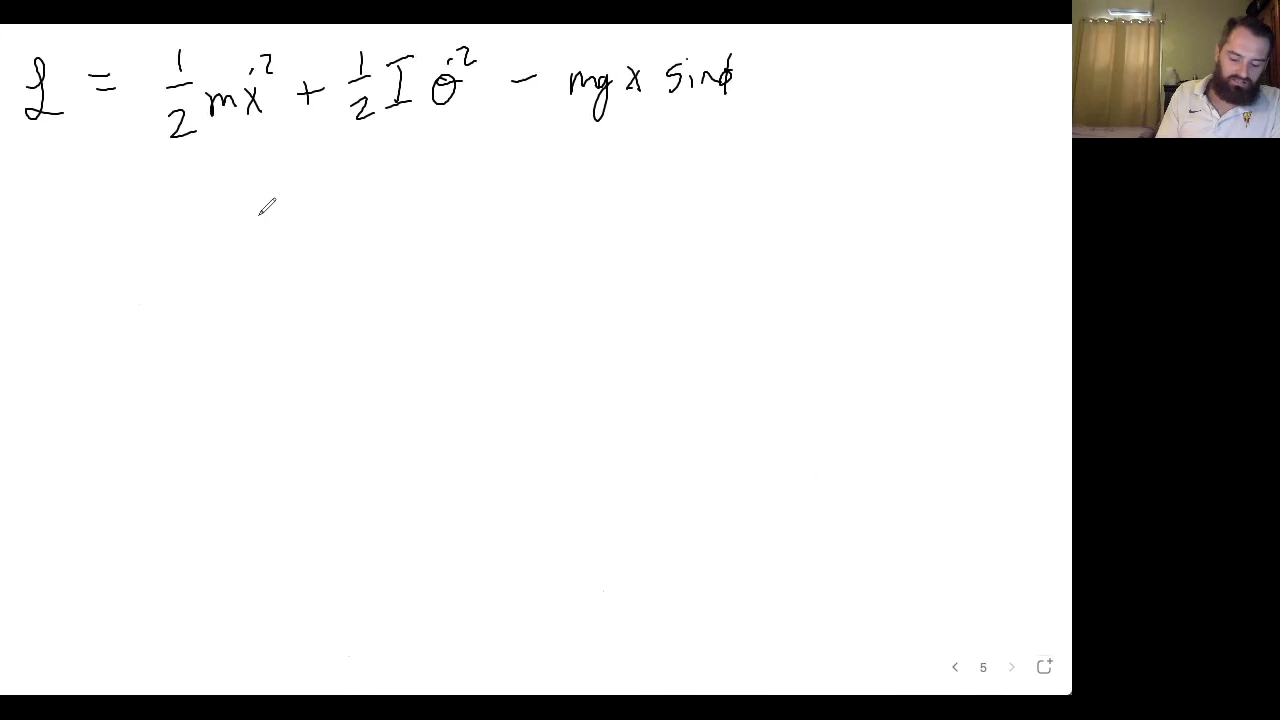 ℒ = 1/2 mẋ² + 1/2 I θ̇² - mg x sinϕ
5